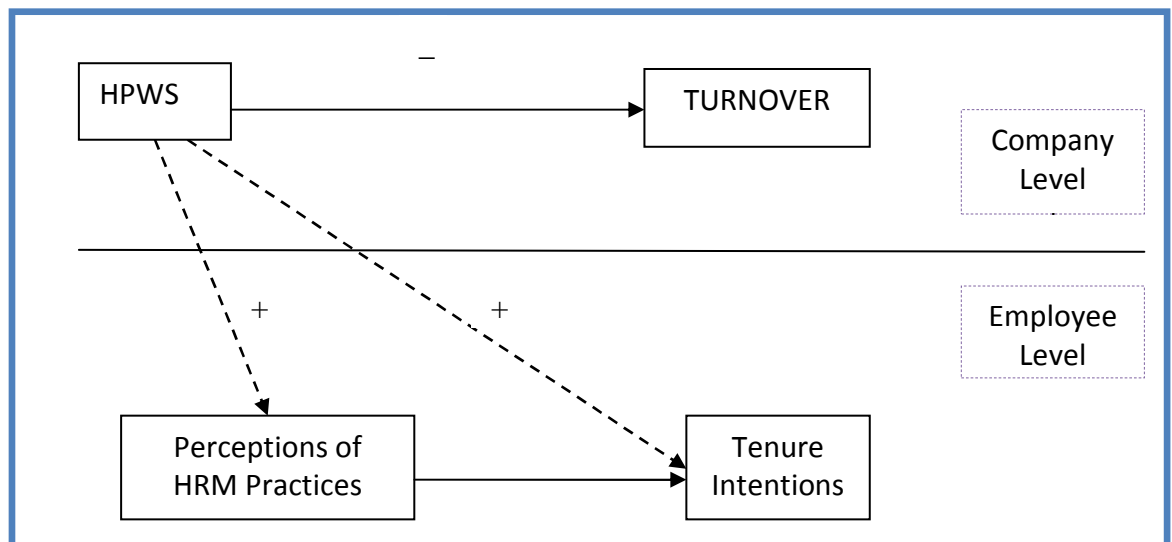 –
HPWS
TURNOVER
Company
Level
+
+
Employee
Level
Perceptions of
HRM Practices
Tenure
Intentions